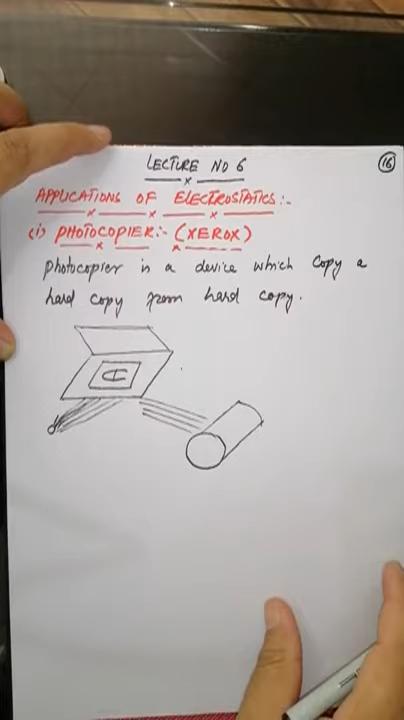 LECTURE NO 6
16
APPLICATIONS OF ELECTROSTATICS:-
(i) PHOTOCOPIER:- (XEROX)
photocopier is a device which copy a
hard copy from hard copy.